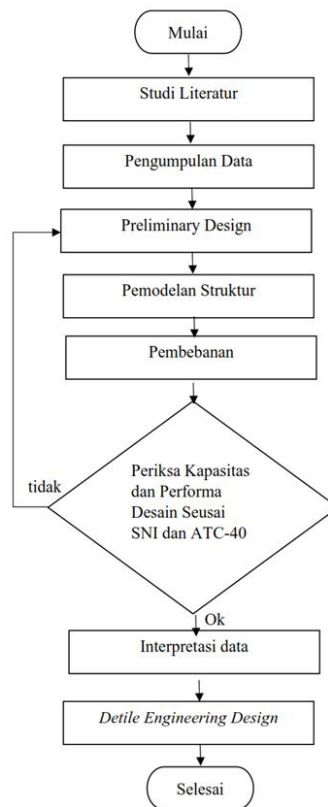 Mulai
Studi Literatur
Pengumpulan Data
Preliminary Design
Pemodelan Struktur
Pembebanan
tidak
Periksa Kapasitas
dan Performa
Desain Seusai
SNI dan ATC-40
Ok
Interpretasi data
Detile Engineering Design
Selesai